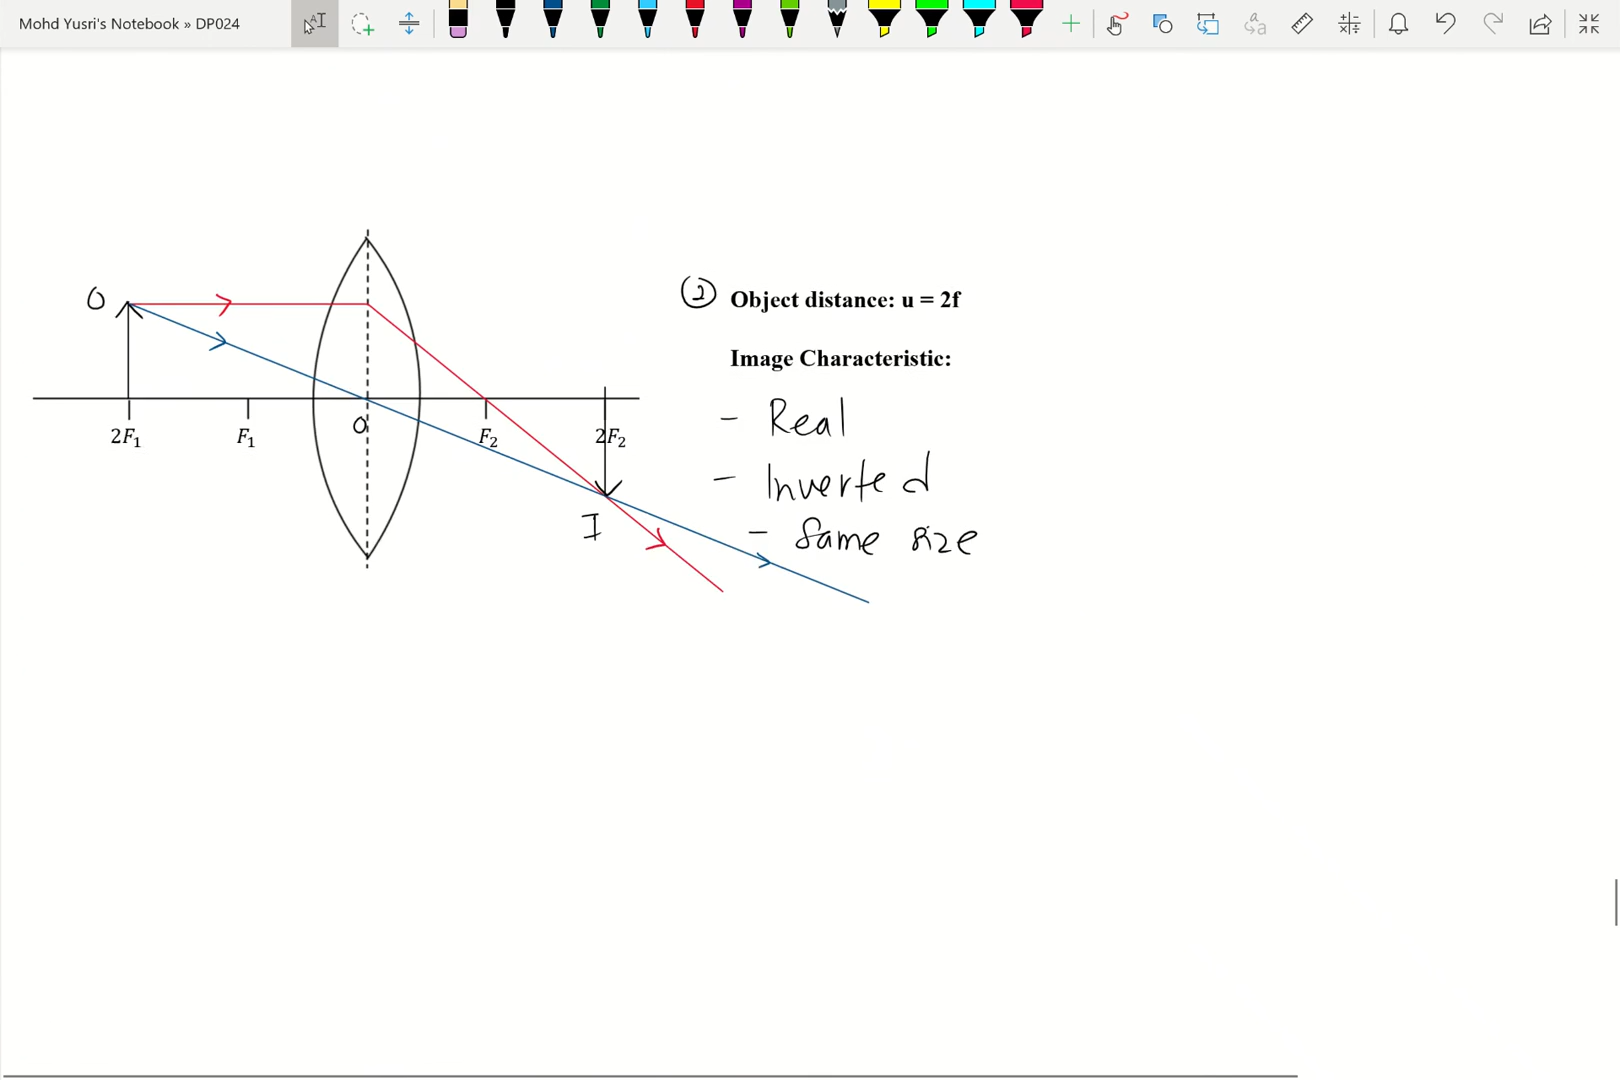 Mohd Yusri's Notebook » DP024
O
2F₁
F₁
O
F₂
2F₂
I
② Object distance: u = 2f
Image Characteristic:
- Real
- Inverted
- Same size